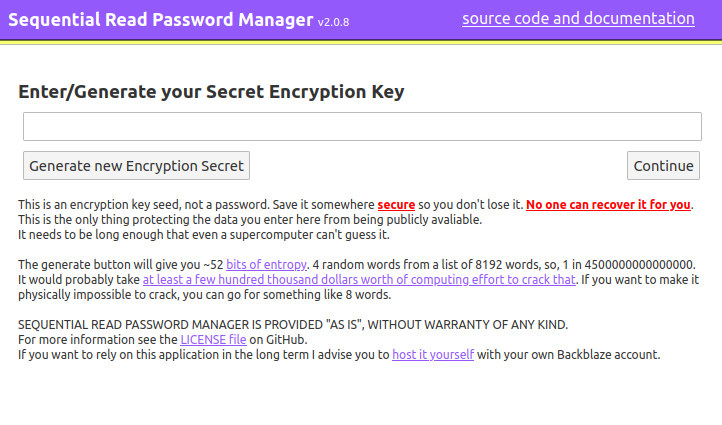 Sequential Read Password Manager v2.0.8
source code and documentation
Enter/Generate your Secret Encryption Key
Generate new Encryption Secret
Continue
This is an encryption key seed, not a password. Save it somewhere secure so you don't lose it. No one can recover it for you.
This is the only thing protecting the data you enter here from being publicly avaliable.
It needs to be long enough that even a supercomputer can't guess it.
The generate button will give you ~52 bits of entropy. 4 random words from a list of 8192 words, so, 1 in 4500000000000000.
It would probably take at least a few hundred thousand dollars worth of computing effort to crack that. If you want to make it
physically impossible to crack, you can go for something like 8 words.
SEQUENTIAL READ PASSWORD MANAGER IS PROVIDED "AS IS", WITHOUT WARRANTY OF ANY KIND.
For more information see the LICENSE file on GitHub.
If you want to rely on this application in the long term I advise you to host it yourself with your own Backblaze account.